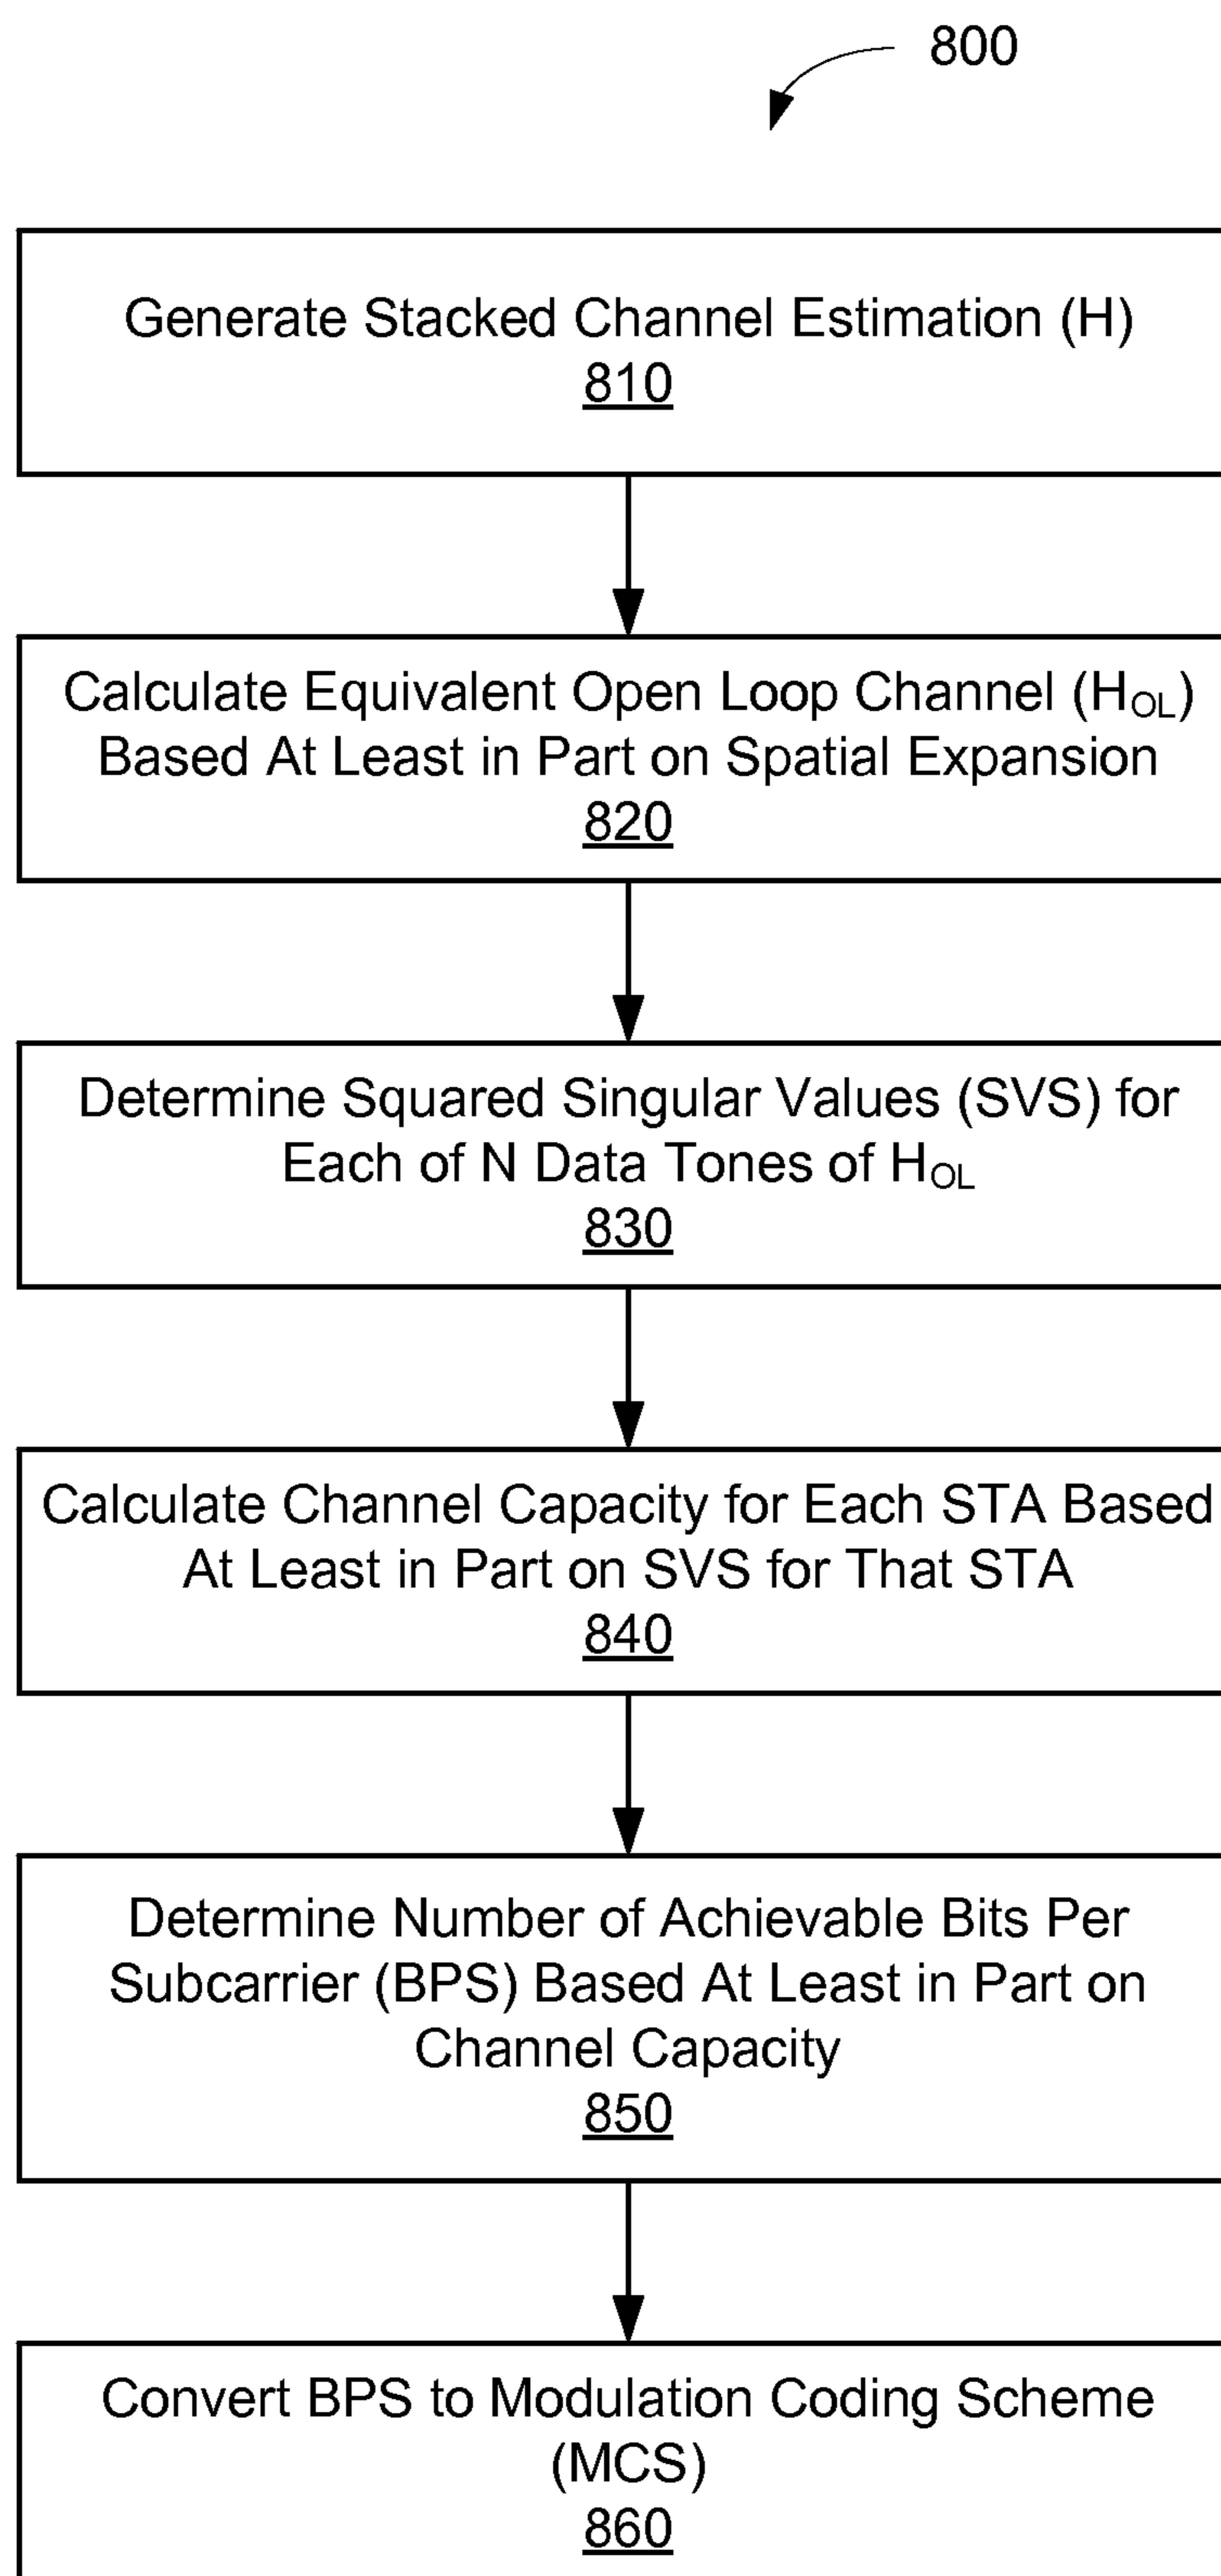 800
Generate Stacked Channel Estimation (H)
810
Calculate Equivalent Open Loop Channel (HOL)
Based At Least in Part on Spatial Expansion
820
Determine Squared Singular Values (SVS) for
Each of N Data Tones of HOL
830
Calculate Channel Capacity for Each STA Based
At Least in Part on SVS for That STA
840
Determine Number of Achievable Bits Per
Subcarrier (BPS) Based At Least in Part on
Channel Capacity
850
Convert BPS to Modulation Coding Scheme
(MCS)
860